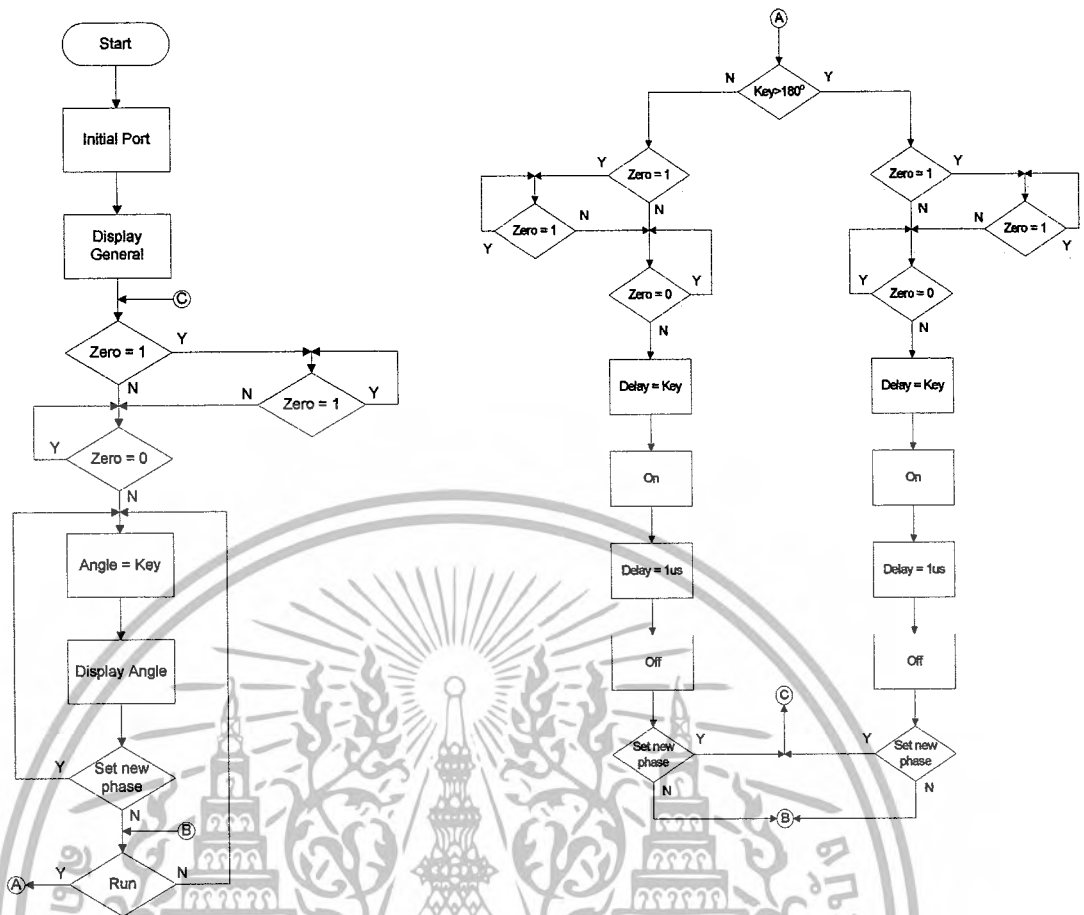 Start
Initial Port
Display
General
C
Zero = 1
Y
N
Zero = 1
N
Y
Zero = 0
Y
N
Angle = Key
Display Angle
Set new
phase
Y
N
B
Run
Y
N
A
A
Key>180°
N
Y
Zero = 1
Y
N
Zero = 1
N
Y
Zero = 0
Y
N
Delay = Key
On
Delay = 1us
Off
Set new
phase
Y
N
Zero = 1
Y
N
Zero = 1
N
Y
Zero = 0
Y
N
Delay = Key
On
Delay = 1us
Off
Set new
phase
Y
N
C
B